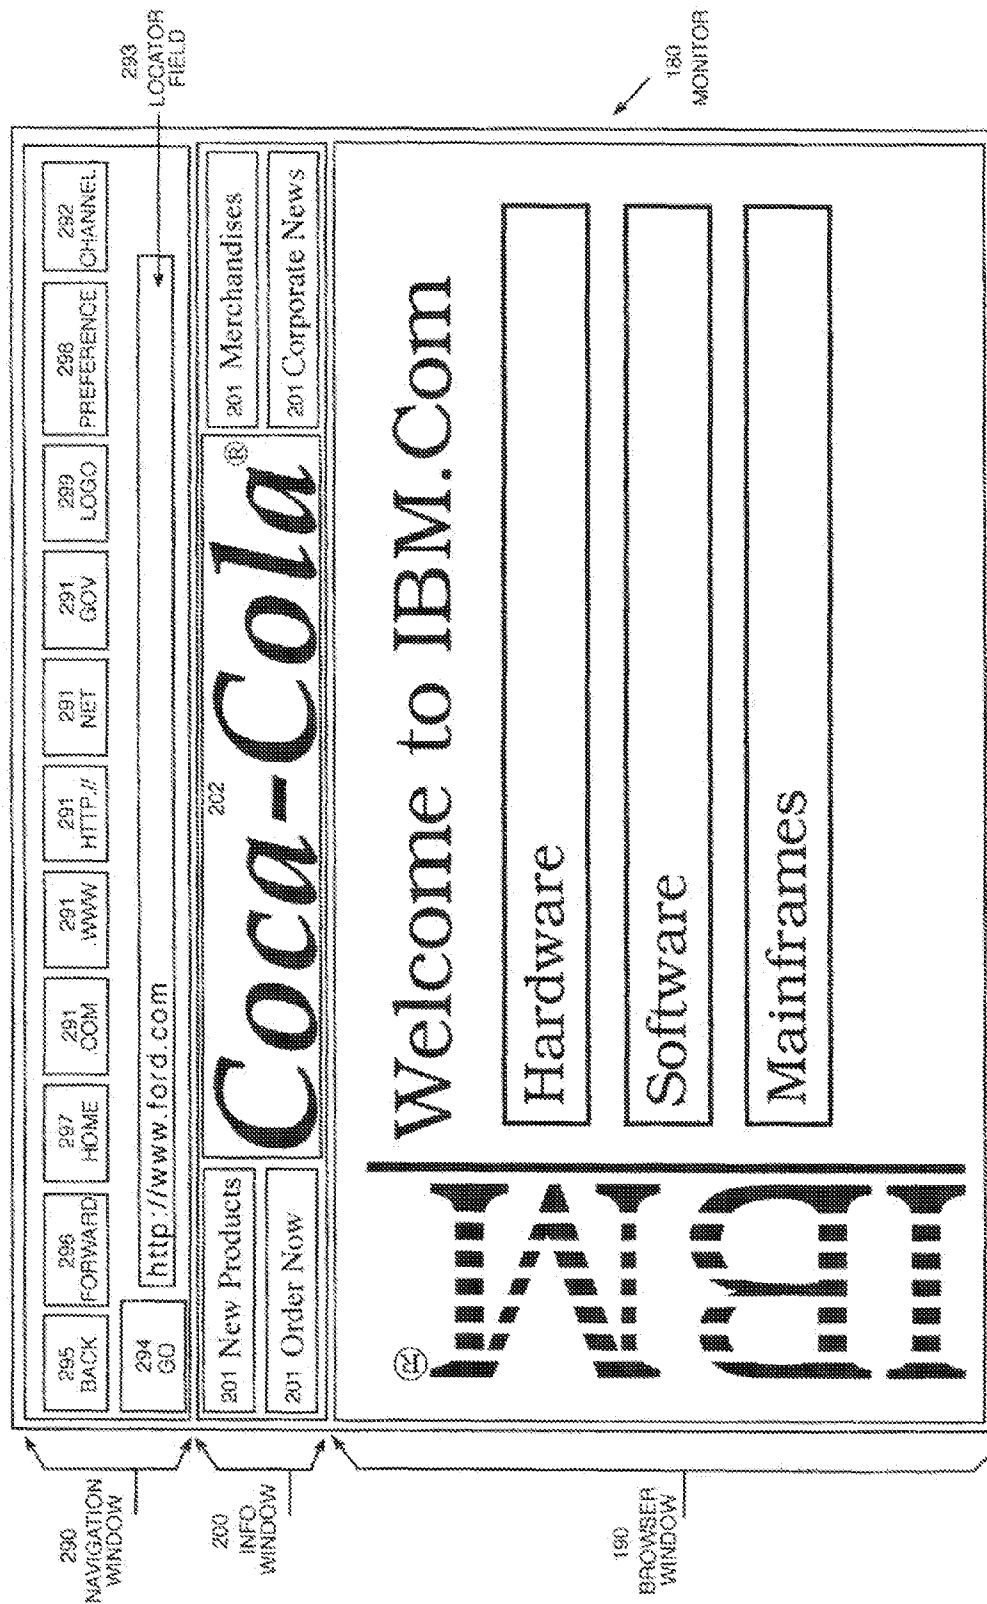 293
LOCATOR
FIELD
180
MONITOR
290
NAVIGATION
WINDOW
200
INFO
WINDOW
190
BROWSER
WINDOW
295
BACK
296
FORWARD
297
HOME
291
.COM
291
WWW
291
HTTP://
291
NET
291
GOV
299
LOGO
298
PREFERENCE
292
CHANNEL
294
GO
http://www.ford.com
201 New Products
201 Order Now
202
Coca-Cola®
201 Merchandises
201 Corporate News
IBM®
Welcome to IBM.Com
Hardware
Software
Mainframes